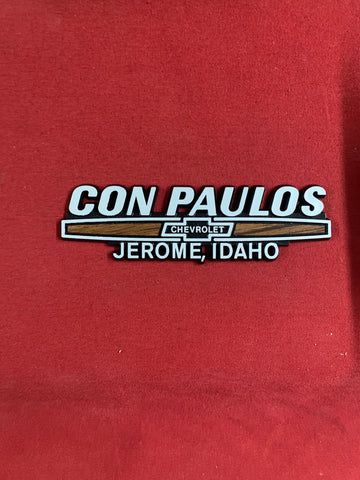 CON PAULOS
CHEVROLET
JEROME, IDAHO